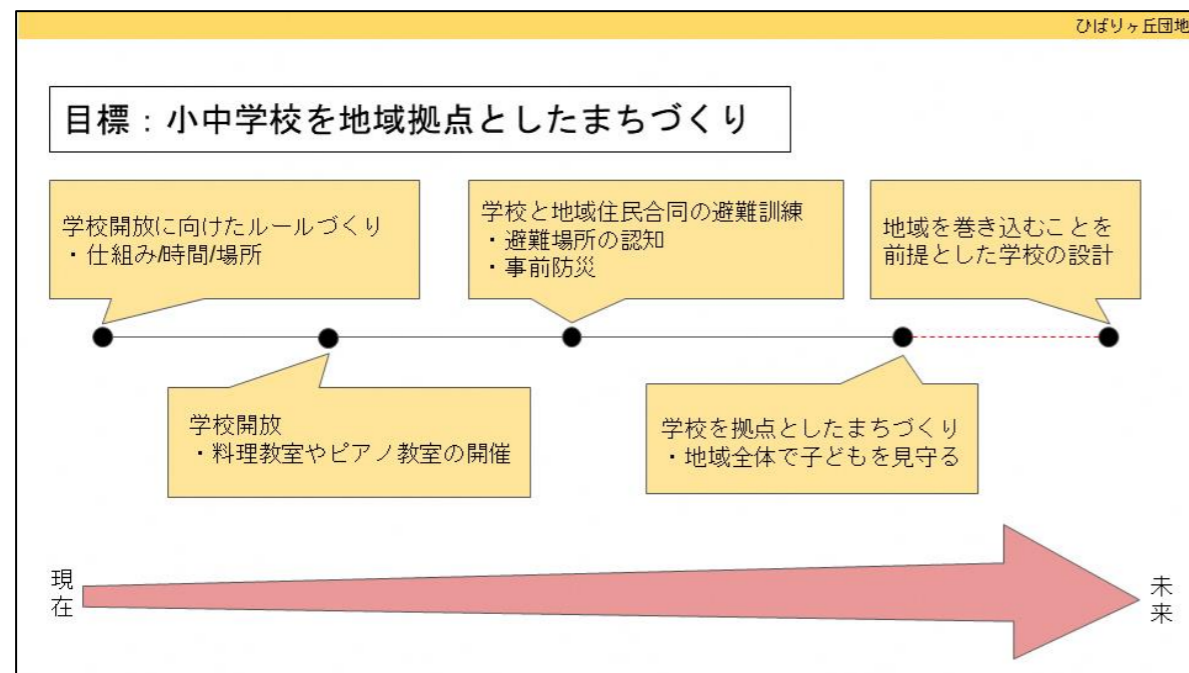 ひばりヶ丘団地
目標：小中学校を地域拠点としたまちづくり
学校開放に向けたルールづくり
・仕組み/時間/場所
学校開放
・料理教室やピアノ教室の開催
学校と地域住民合同の避難訓練
・避難場所の認知
・事前防災
学校を拠点としたまちづくり
・地域全体で子どもを見守る
地域を巻き込むことを
前提とした学校の設計
現在
未来